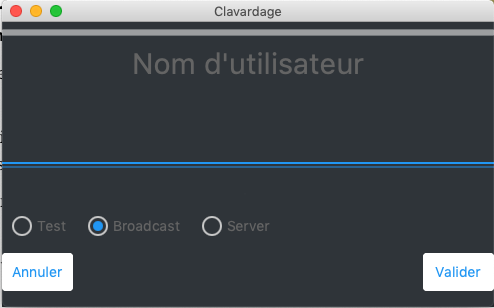 Clavardage
Nom d'utilisateur
Test Broadcast Server
Annuler Valider